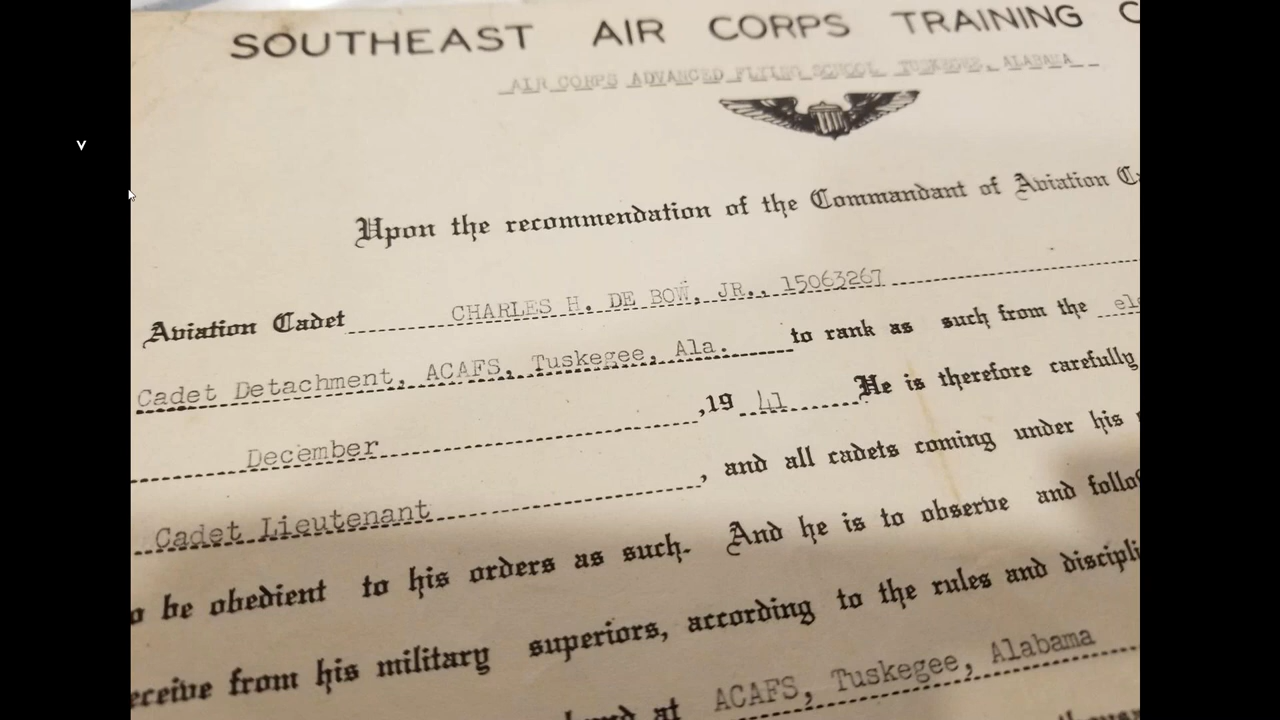 SOUTHEAST AIR CORPS TRAINING
AIR CORPS ADVANCED FLYING SCHOOL, TUSKEGEE, ALABAMA
Upon the recommendation of the Commandant of Aviation
Aviation Cadet CHARLES H. DE BOW, JR., 15063267
Cadet Detachment, ACAFS, Tuskegee, Ala. to rank as such from the
December ,19 41 He is therefore carefully
Cadet Lieutenant , and all cadets coming under his
be obedient to his orders as such. And he is to observe and
from his military superiors, according to the rules and
at ACAFS, Tuskegee, Alabama
v